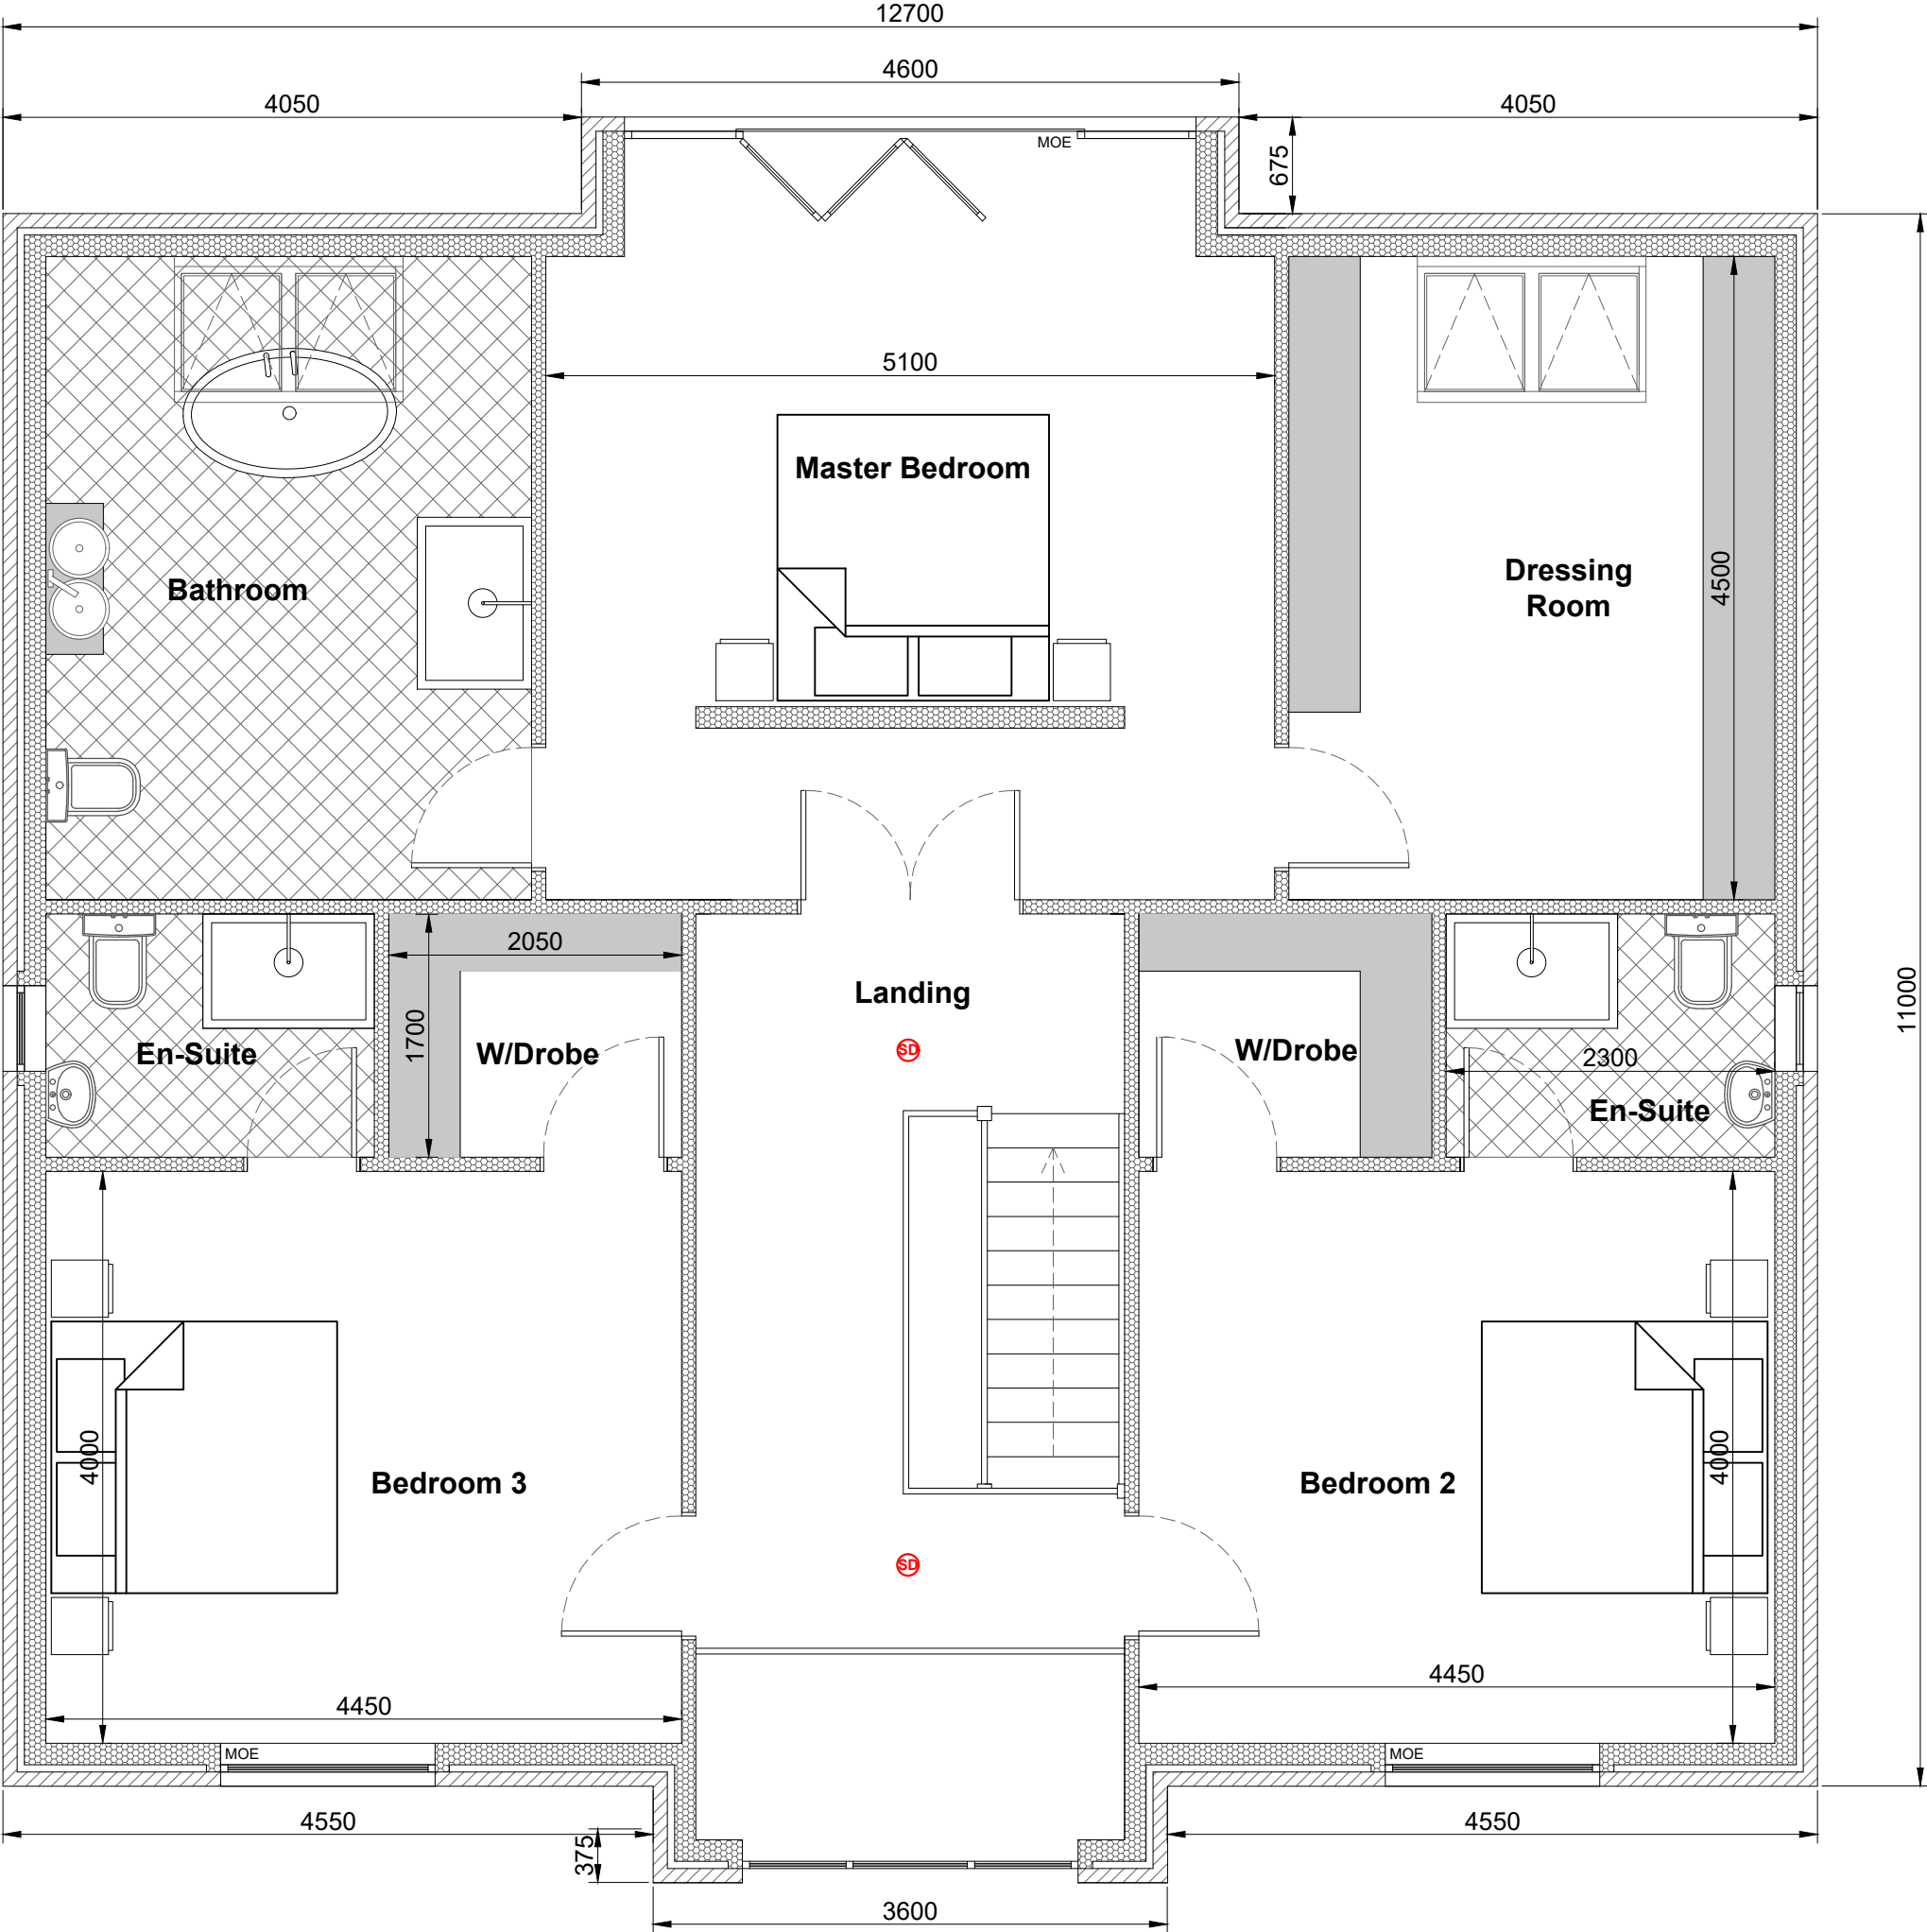 12700
4600
4050
4050
MOE
675
5100
Master Bedroom
Dressing
Room
4500
Bathroom
2050
Landing
11000
1700
En-Suite
W/Drobe
SD
W/Drobe
2300
En-Suite
4000
Bedroom 3
Bedroom 2
4000
SD
4450
4450
MOE
MOE
4550
4550
375
3600